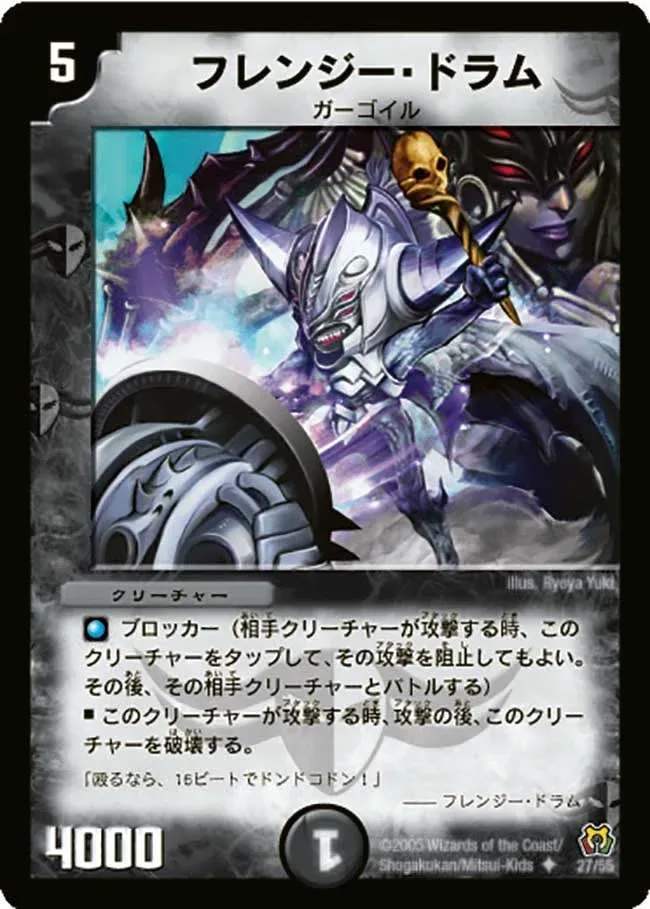 5
フレンジー・ドラム
ガーゴイル
illus. Ryoya Yuki
クリーチャー
ブロッカー（相手クリーチャーが攻撃する時、この
クリーチャーをタップして、その攻撃を阻止してもよい。
その後、その相手クリーチャーとバトルする）
■ このクリーチャーが攻撃する時、攻撃の後、このクリー
チャーを破壊する。
「殴るなら、16ビートでドンドコドン！」
—— フレンジー・ドラム
4000
1
©2005 Wizards of the Coast/
Shogakukan/Mitsui-Kids ◆ 27/55